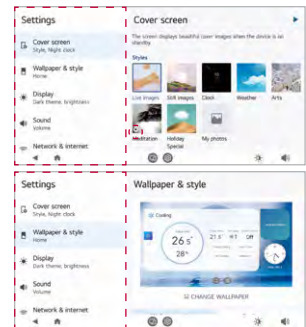 Settings
Cover screen
Style, Night clock
Wallpaper & style
Home
Display
Dark theme, brightness
Sound
Volume
Network & internet
Cover screen
The screen displays beautiful cover images when the device is on standby.
Styles
Live images
Still images
Clock
Weather
Arts
Meditation
Holiday Special
My photos
Settings
Cover screen
Style, Night clock
Wallpaper & style
Home
Display
Dark theme, brightness
Sound
Volume
Network & internet
Wallpaper & style
Cooling
26.5°
28°
CHANGE WALLPAPER